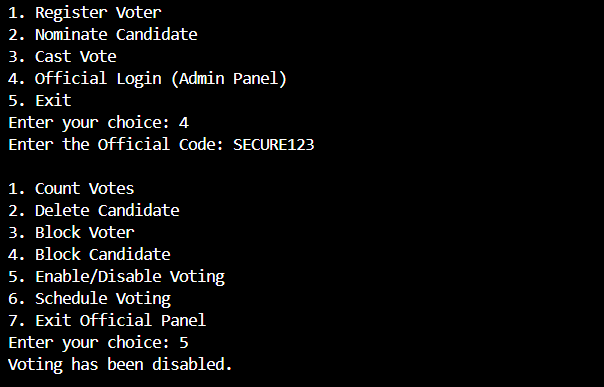 1. Register Voter
2. Nominate Candidate
3. Cast Vote
4. Official Login (Admin Panel)
5. Exit
Enter your choice: 4
Enter the Official Code: SECURE123

1. Count Votes
2. Delete Candidate
3. Block Voter
4. Block Candidate
5. Enable/Disable Voting
6. Schedule Voting
7. Exit Official Panel
Enter your choice: 5
Voting has been disabled.